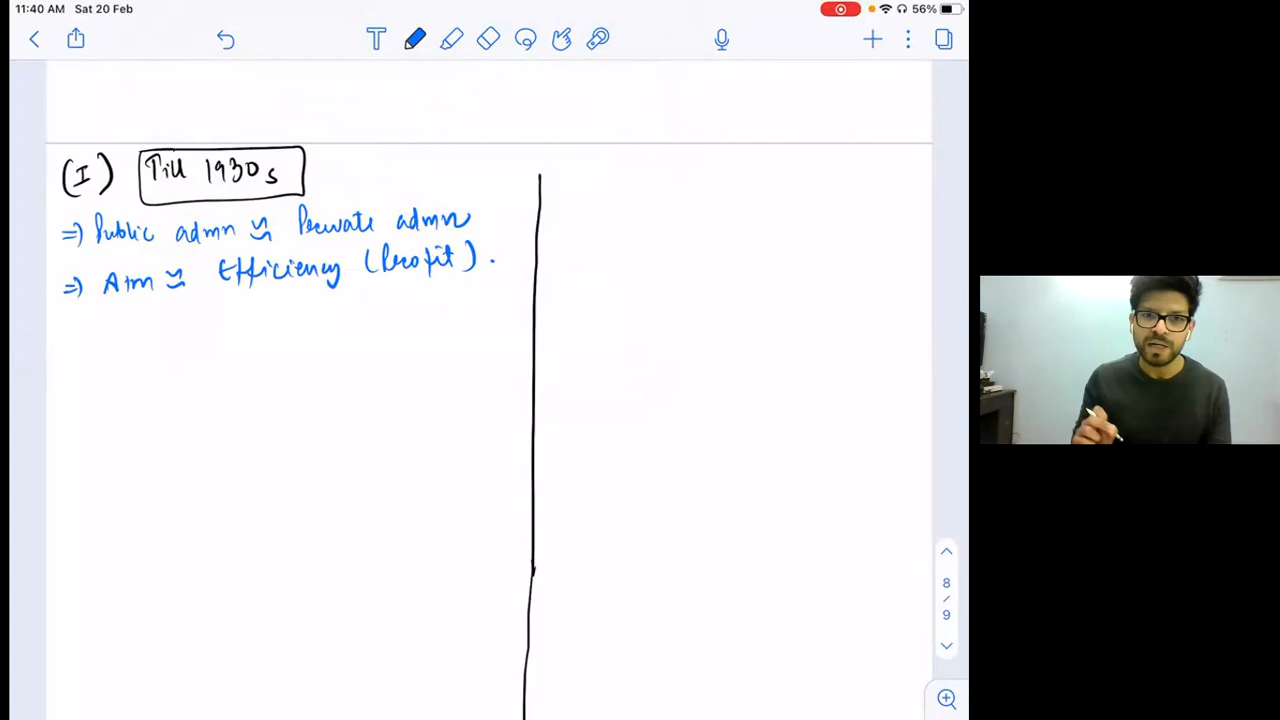 11:40 AM Sat 20 Feb
56%
(I) Till 1930s
⇒ Public admn ≈ Private admn
⇒ Aim ≈ Efficiency (Profit).
8
/
9